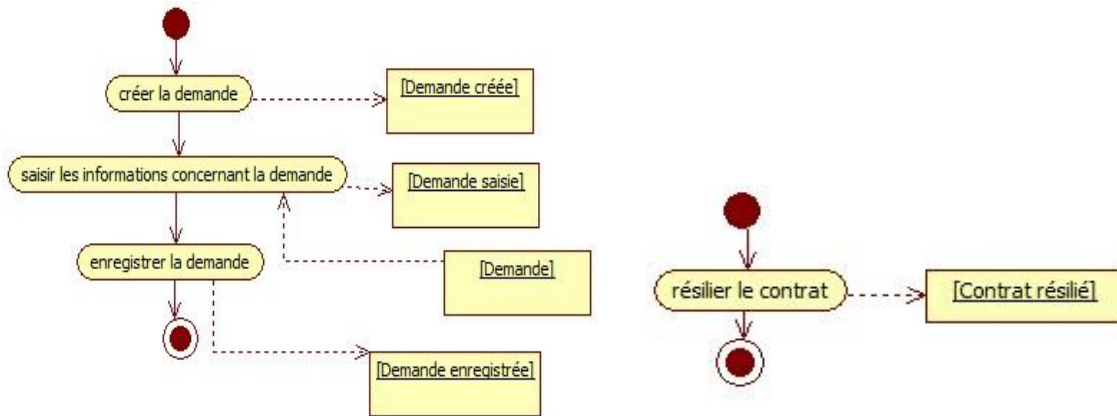 créer la demande
[Demande créée]
saisir les informations concernant la demande
[Demande saisie]
enregistrer la demande
[Demande]
[Demande enregistrée]
résilier le contrat
[Contrat résilié]